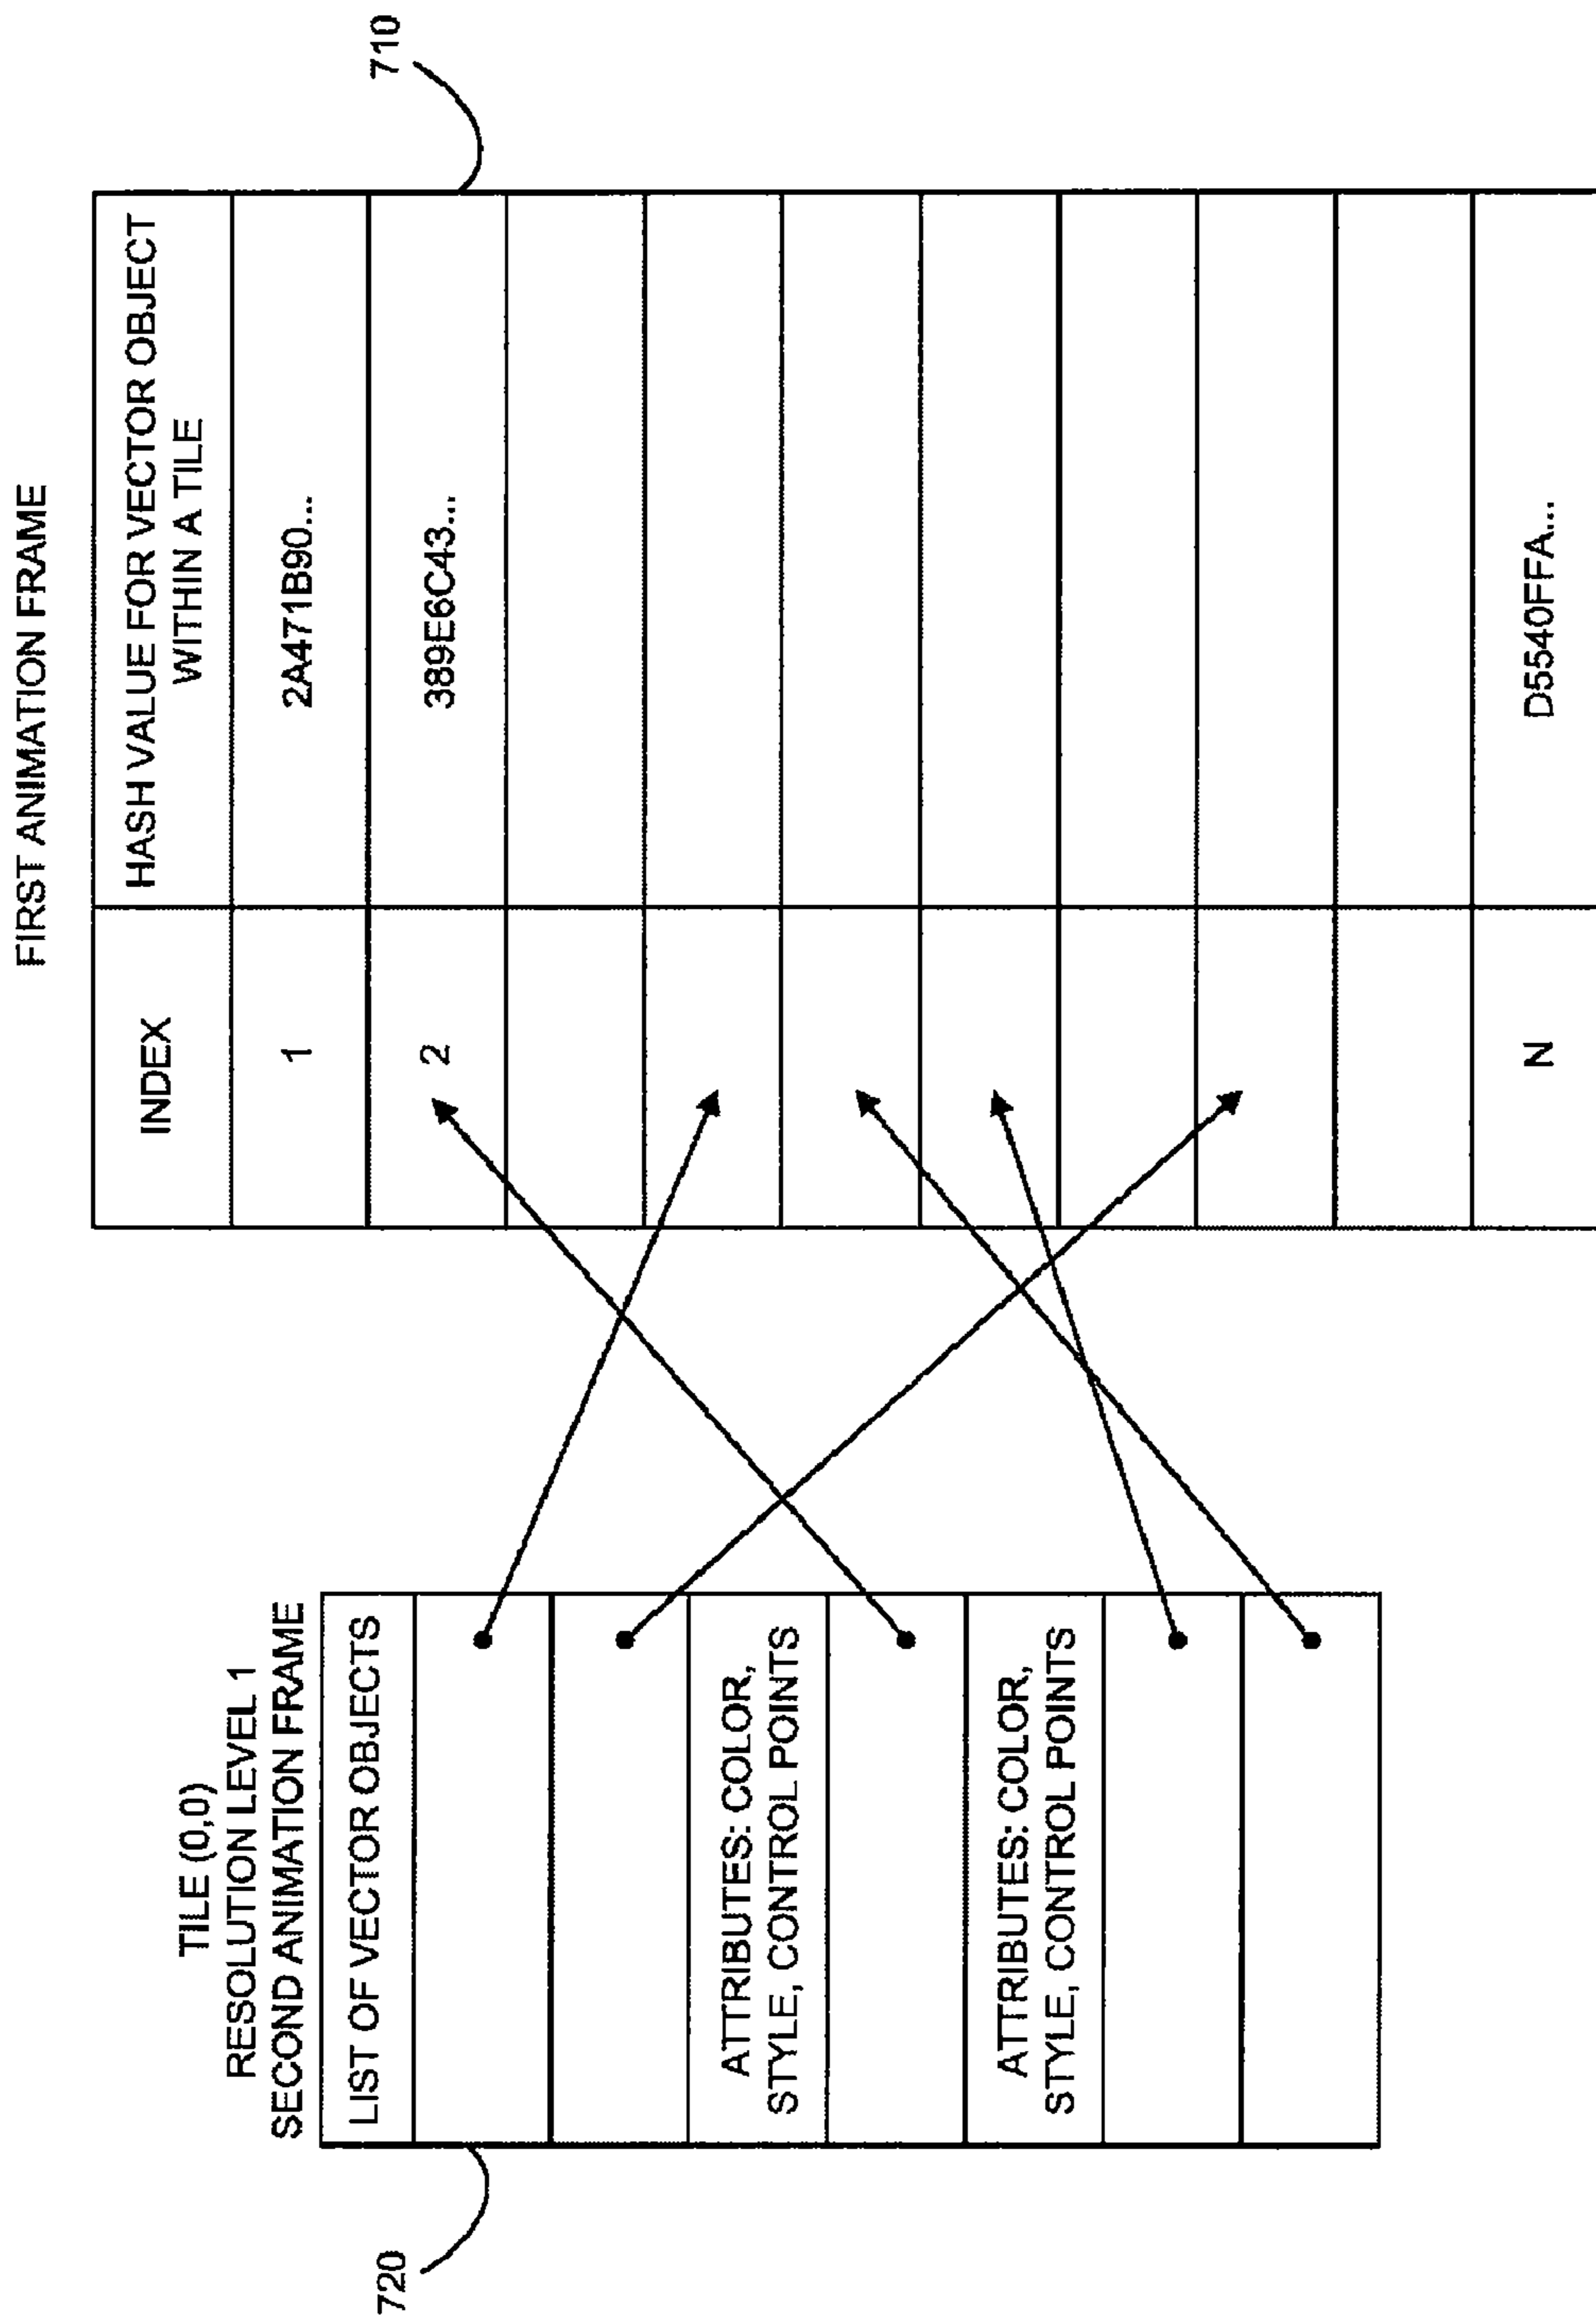 TILE (0,0)
RESOLUTION LEVEL 1
SECOND ANIMATION FRAME
720
LIST OF VECTOR OBJECTS
ATTRIBUTES: COLOR,
STYLE, CONTROL POINTS
ATTRIBUTES: COLOR,
STYLE, CONTROL POINTS
FIRST ANIMATION FRAME
710
INDEX
HASH VALUE FOR VECTOR OBJECT
WITHIN A TILE
1
2A471B90...
2
389E6C43...
N
D5540FFA...